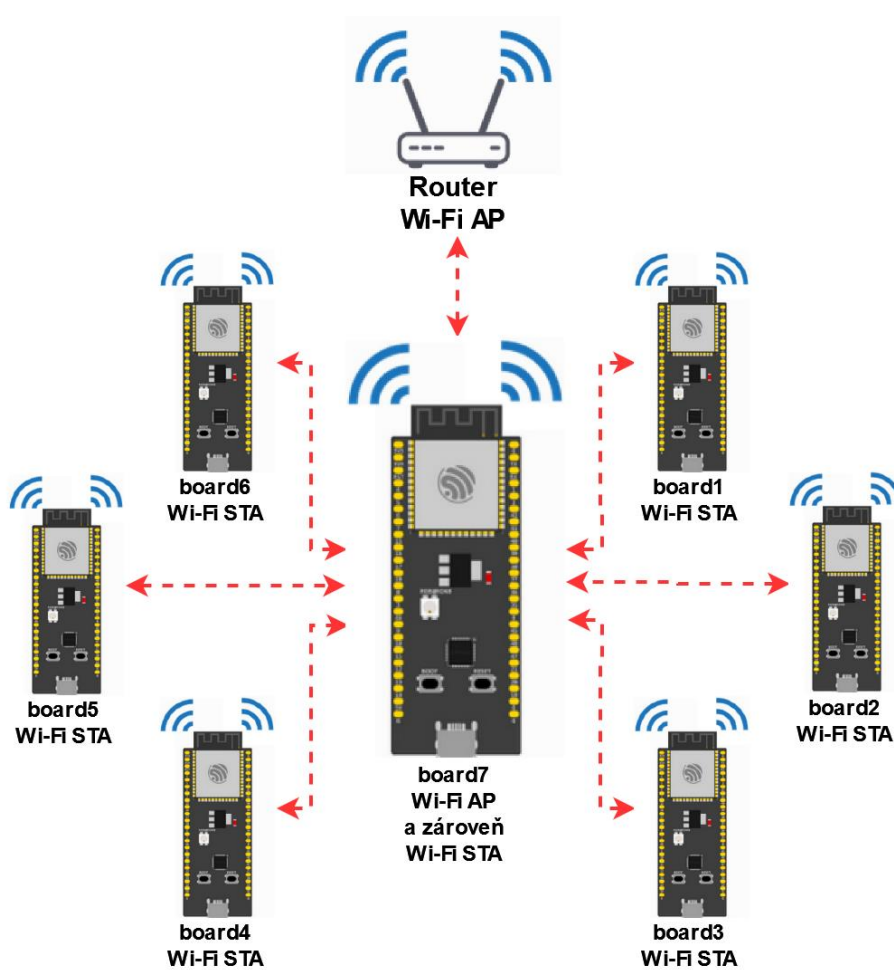 Router
Wi-Fi AP
board6
Wi-Fi STA
board1
Wi-Fi STA
board5
Wi-Fi STA
board2
Wi-Fi STA
board7
Wi-Fi AP
a zároveň
Wi-Fi STA
board4
Wi-Fi STA
board3
Wi-Fi STA